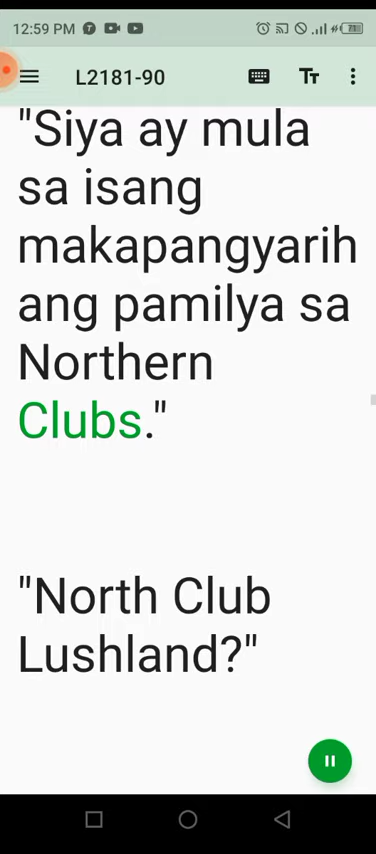 12:59 PM
L2181-90
"Siya ay mula
sa isang
makapangyarih
ang pamilya sa
Northern
Clubs."
"North Club
Lushland?"